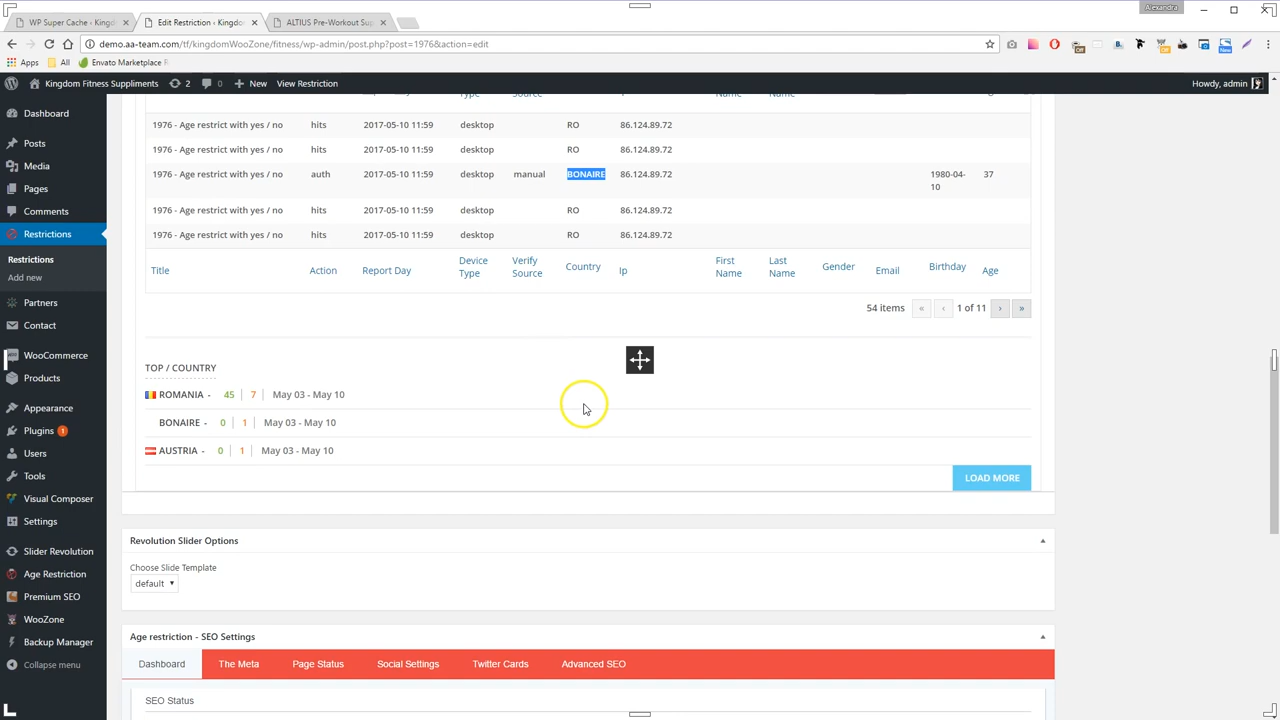 Alexandra
WP Super Cache ‹ Kingd
Edit Restriction ‹ Kingdo
ALTIUS Pre-Workout Sup
demo.aa-team.com/tf/kingdomWooZone/fitness/wp-admin/post.php?post=1976&action=edit
Apps All Envato Marketplace
Kingdom Fitness Suppliments 2 0 New View Restriction Howdy, admin
Dashboard
Posts
Media
Pages
Comments
Restrictions
Restrictions
Add new
Partners
Contact
WooCommerce
Products
Appearance
Plugins 1
Users
Tools
Visual Composer
Settings
Slider Revolution
Age Restriction
Premium SEO
WooZone
Backup Manager
Collapse menu
Type Source Name Name
1976 - Age restrict with yes / no hits 2017-05-10 11:59 desktop RO 86.124.89.72
1976 - Age restrict with yes / no hits 2017-05-10 11:59 desktop RO 86.124.89.72
1976 - Age restrict with yes / no auth 2017-05-10 11:59 desktop manual BONAIRE 86.124.89.72 1980-04-10 37
1976 - Age restrict with yes / no hits 2017-05-10 11:59 desktop RO 86.124.89.72
1976 - Age restrict with yes / no hits 2017-05-10 11:59 desktop RO 86.124.89.72
Title Action Report Day Device Type Verify Source Country Ip First Name Last Name Gender Email Birthday Age
54 items « ‹ 1 of 11 › »
TOP / COUNTRY
ROMANIA - 45 7 May 03 - May 10
BONAIRE - 0 1 May 03 - May 10
AUSTRIA - 0 1 May 03 - May 10
LOAD MORE
Revolution Slider Options
Choose Slide Template
default
Age restriction - SEO Settings
Dashboard The Meta Page Status Social Settings Twitter Cards Advanced SEO
SEO Status